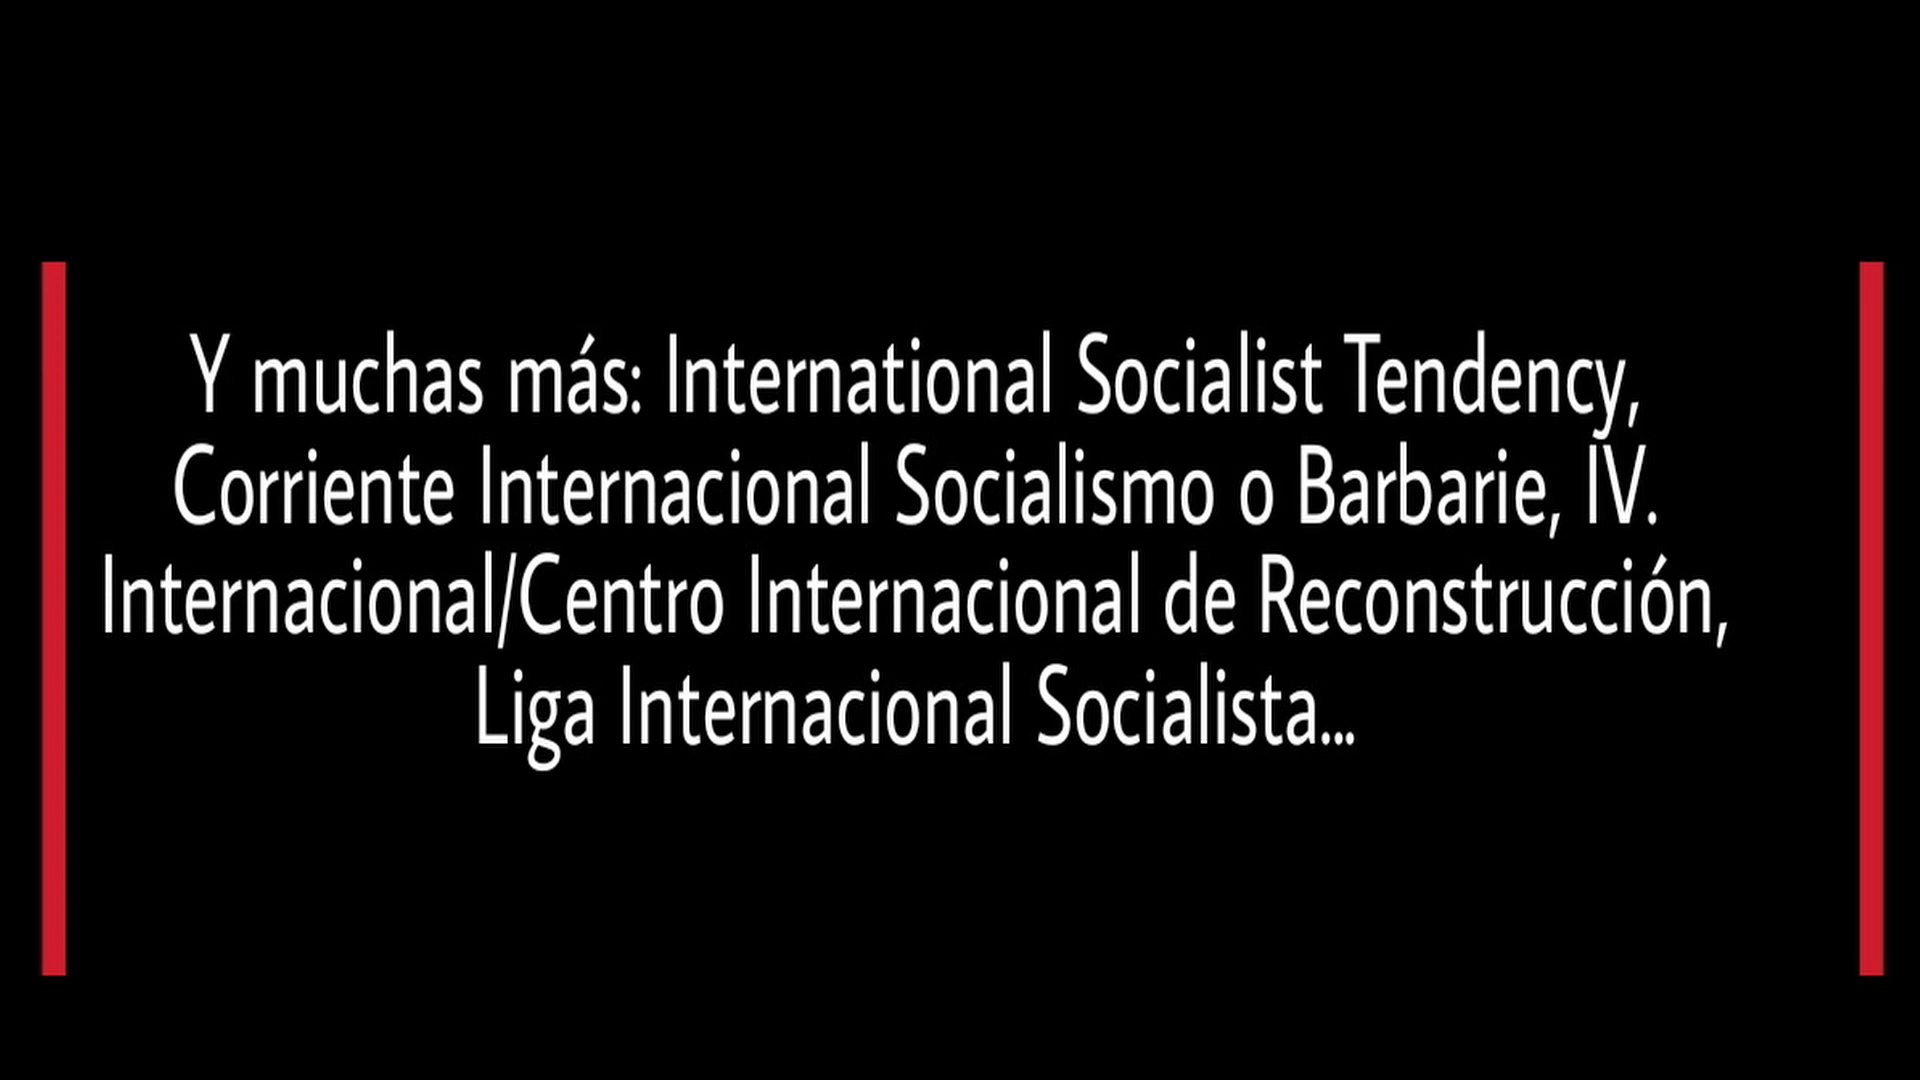 Y muchas más: International Socialist Tendency,
Corriente Internacional Socialismo o Barbarie, IV.
Internacional/Centro Internacional de Reconstrucción,
Liga Internacional Socialista...